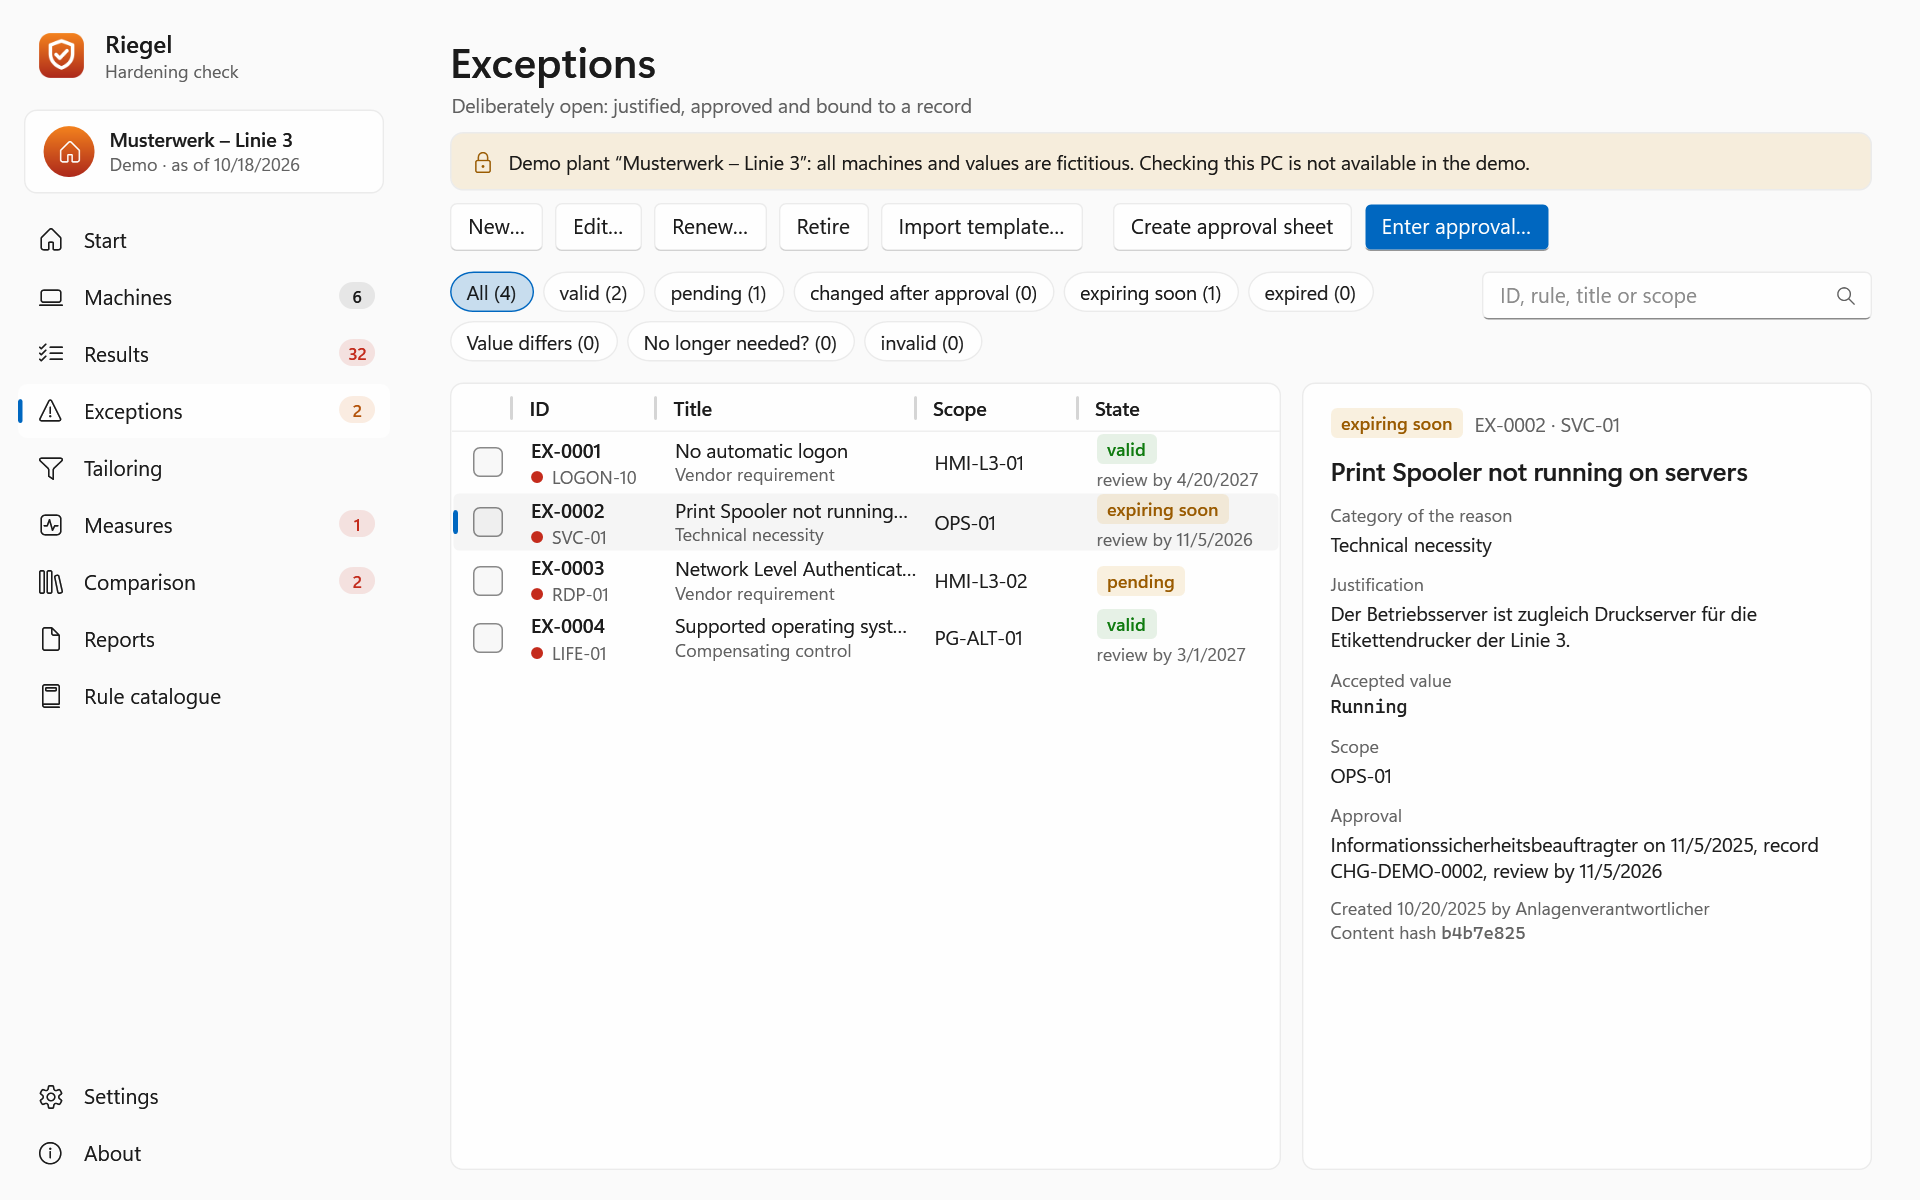 Riegel
Hardening check
Musterwerk – Linie 3
Demo · as of 10/18/2026
Start
Machines 6
Results 32
Exceptions 2
Tailoring
Measures 1
Comparison 2
Reports
Rule catalogue
Settings
About
Exceptions
Deliberately open: justified, approved and bound to a record
Demo plant “Musterwerk – Linie 3”: all machines and values are fictitious. Checking this PC is not available in the demo.
New... Edit... Renew... Retire Import template... Create approval sheet Enter approval...
All (4) valid (2) pending (1) changed after approval (0) expiring soon (1) expired (0)
ID, rule, title or scope
Value differs (0) No longer needed? (0) invalid (0)
ID Title Scope State
EX-0001 No automatic logon HMI-L3-01 valid
LOGON-10 Vendor requirement review by 4/20/2027
EX-0002 Print Spooler not running... OPS-01 expiring soon
SVC-01 Technical necessity review by 11/5/2026
EX-0003 Network Level Authenticat... HMI-L3-02 pending
RDP-01 Vendor requirement
EX-0004 Supported operating syst... PG-ALT-01 valid
LIFE-01 Compensating control review by 3/1/2027
expiring soon EX-0002 · SVC-01
Print Spooler not running on servers
Category of the reason
Technical necessity
Justification
Der Betriebsserver ist zugleich Druckserver für die
Etikettendrucker der Linie 3.
Accepted value
Running
Scope
OPS-01
Approval
Informationssicherheitsbeauftragter on 11/5/2025, record
CHG-DEMO-0002, review by 11/5/2026
Created 10/20/2025 by Anlagenverantwortlicher
Content hash b4b7e825